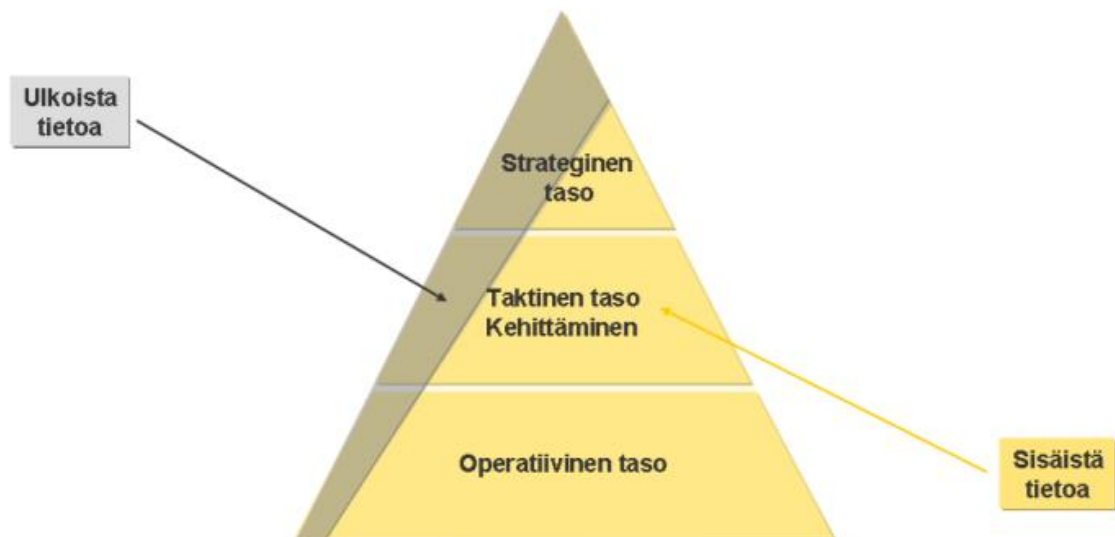 Ulkoista
tietoa
Strateginen
taso
Taktinen taso
Kehittäminen
Operatiivinen taso
Sisäistä
tietoa